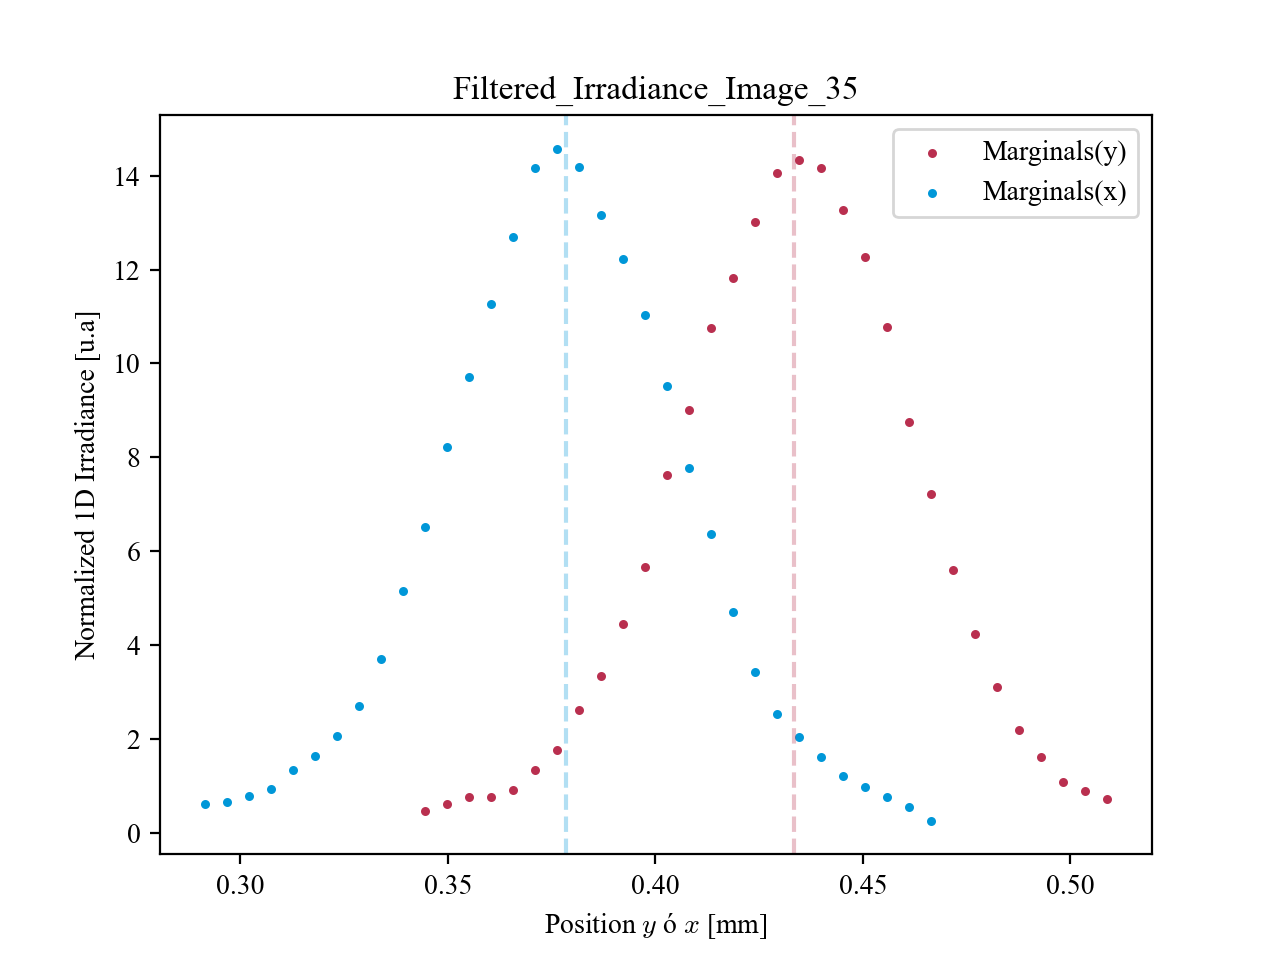 Filtered_Irradiance_Image_35
Marginals(y)
Marginals(x)
14
12
10
8
6
4
2
0
Normalized 1D Irradiance [u.a]
0.30 0.35 0.40 0.45 0.50
Position y ó x [mm]